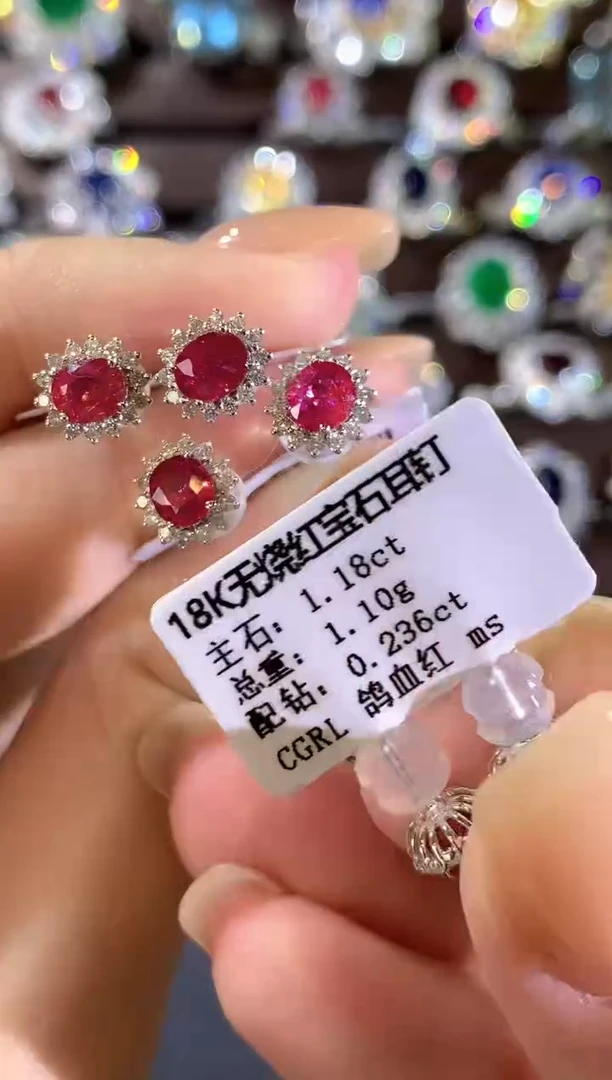 18K无烧红宝石耳钉
主石: 1.18ct
总重: 1.10g
配钻: 0.236ct
CGRL 鸽血红 ms